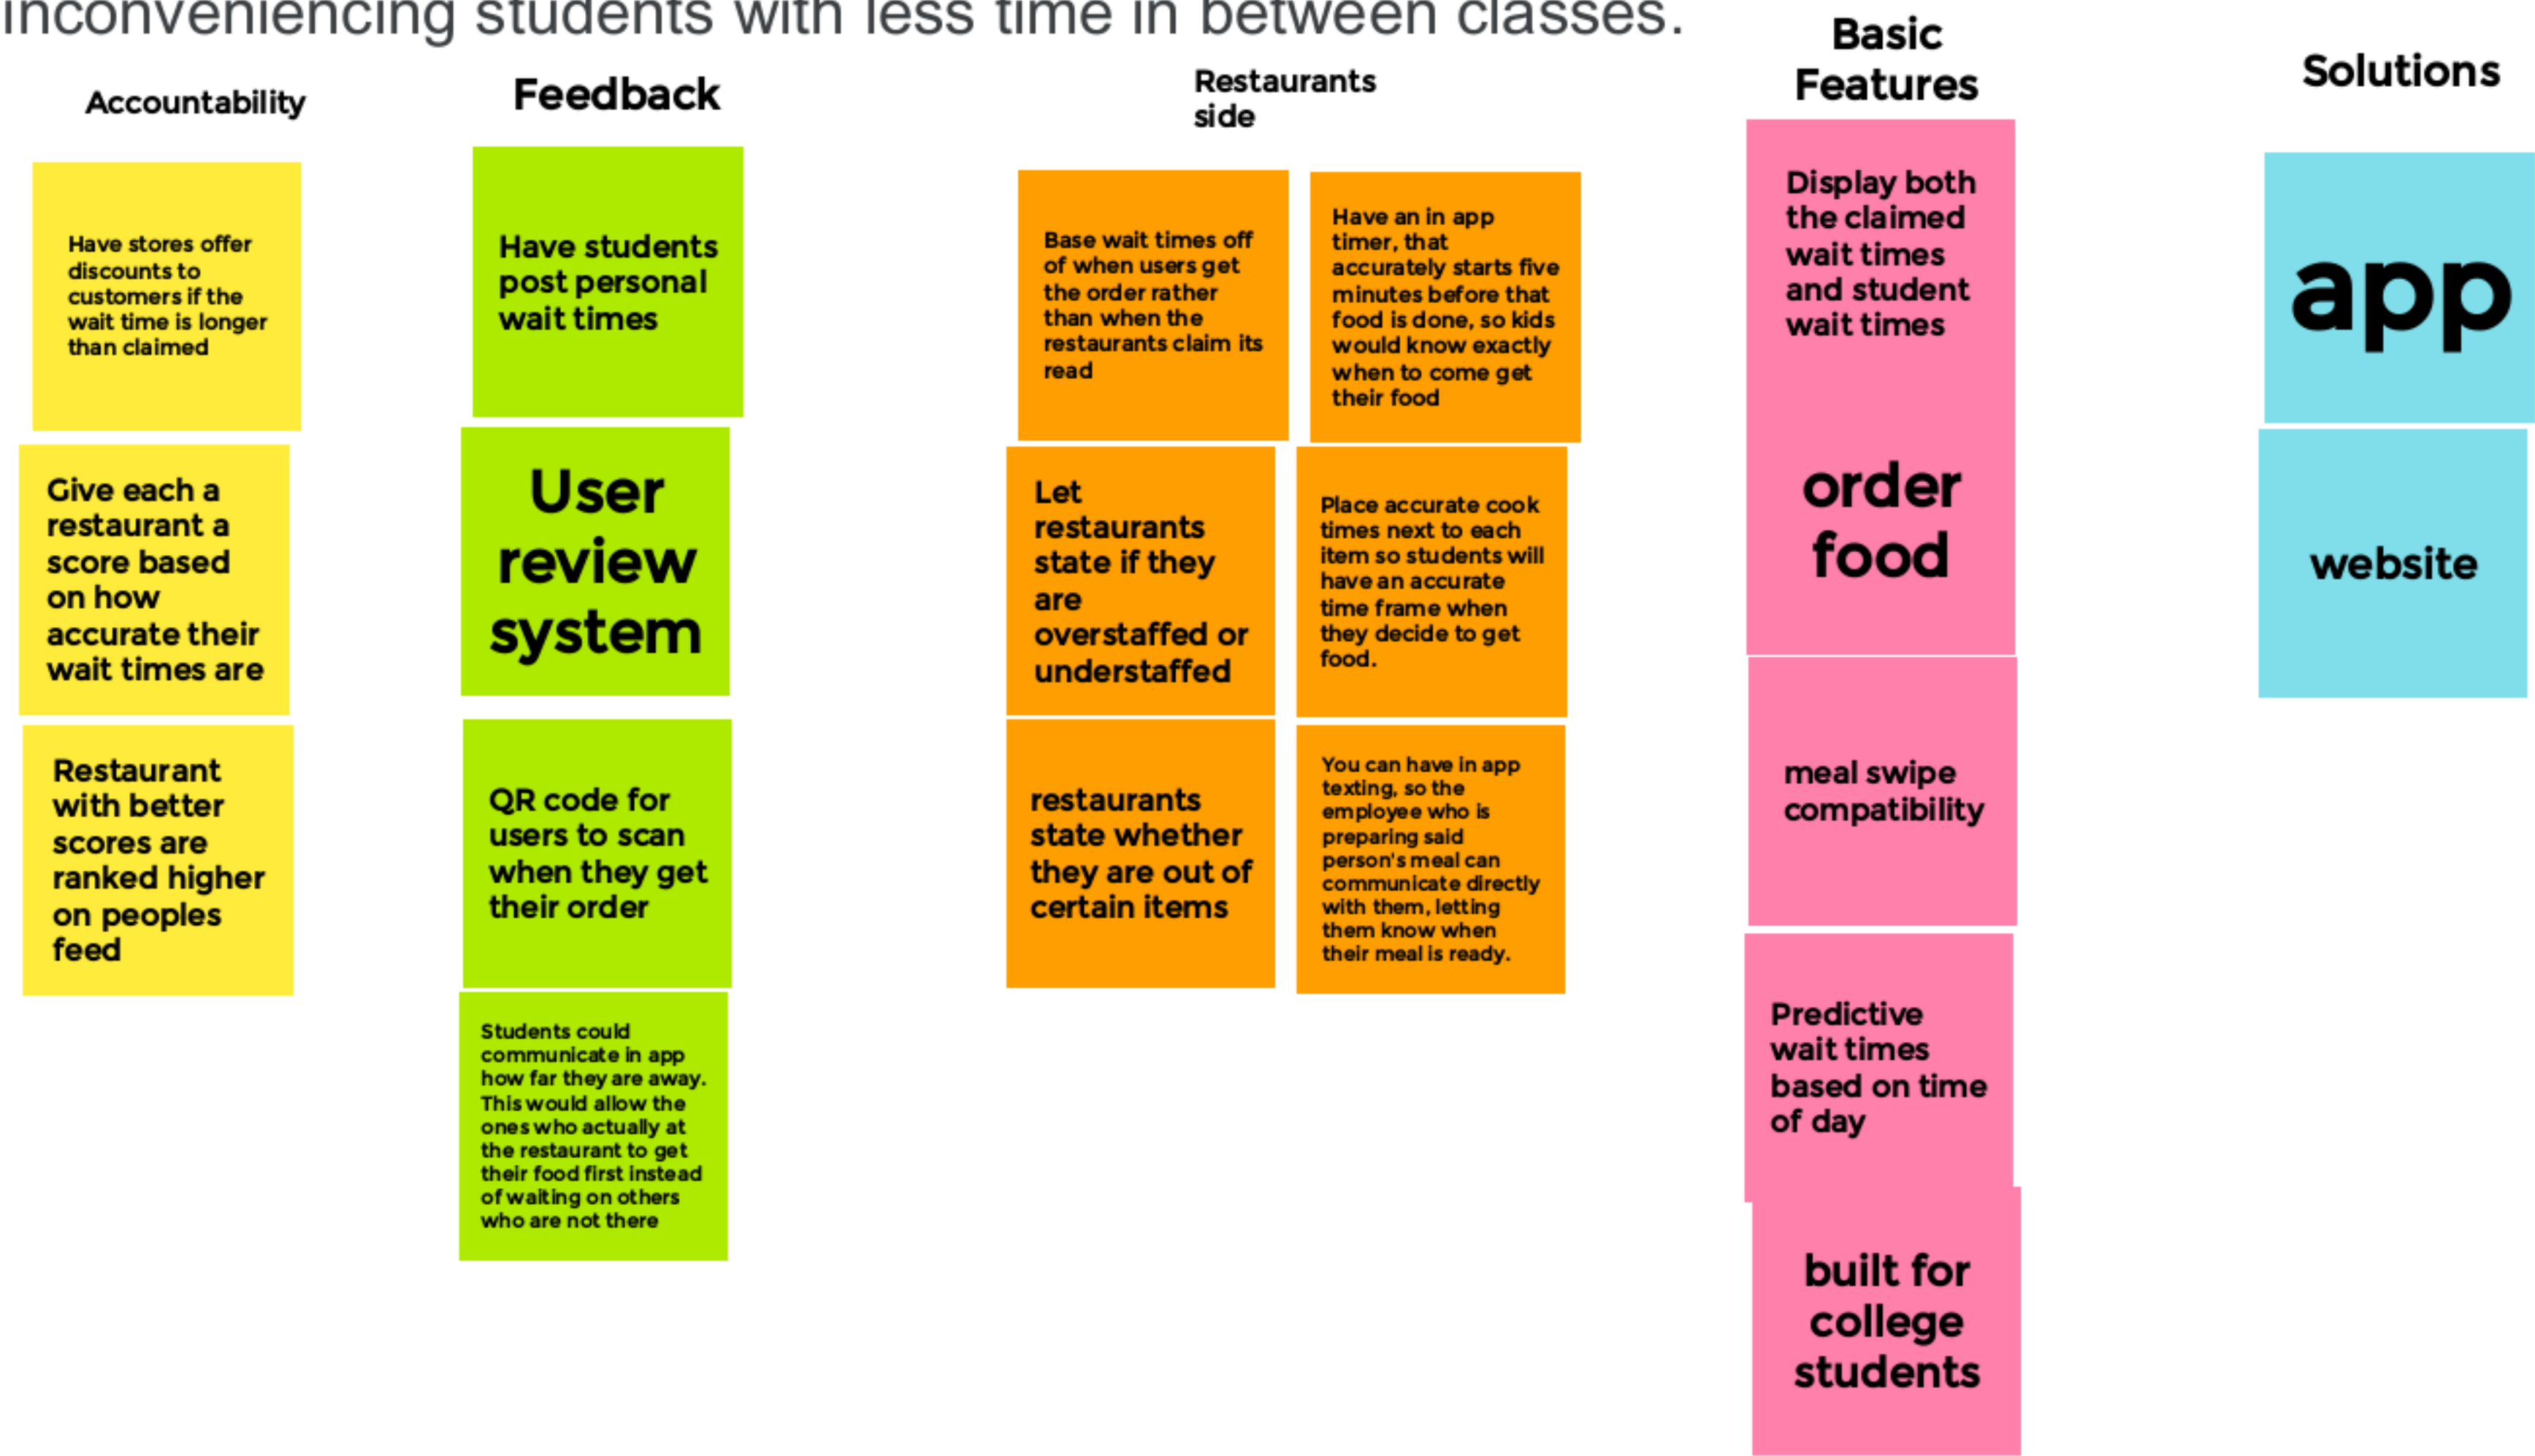 inconveniencing students with less time in between classes.
Accountability
Have stores offer
discounts to
customers if the
wait time is longer
than claimed
Give each a
restaurant a
score based
on how
accurate their
wait times are
Restaurant
with better
scores are
ranked higher
on peoples
feed
Feedback
Have students
post personal
wait times
User
review
system
QR code for
users to scan
when they get
their order
Students could
communicate in app
how far they are away.
This would allow the
ones who actually at
the restaurant to get
their food first instead
of waiting on others
who are not there
Restaurants
side
Base wait times off
of when users get
the order rather
than when the
restaurants claim its
read
Have an in app
timer, that
accurately starts five
minutes before that
food is done, so kids
would know exactly
when to come get
their food
Let
restaurants
state if they
are
overstaffed or
understaffed
Place accurate cook
times next to each
item so students will
have an accurate
time frame when
they decide to get
food.
restaurants
state whether
they are out of
certain items
You can have in app
texting, so the
employee who is
preparing said
person's meal can
communicate directly
with them, letting
them know when
their meal is ready.
Basic
Features
Display both
the claimed
wait times
and student
wait times
order
food
meal swipe
compatibility
Predictive
wait times
based on time
of day
built for
college
students
Solutions
app
website